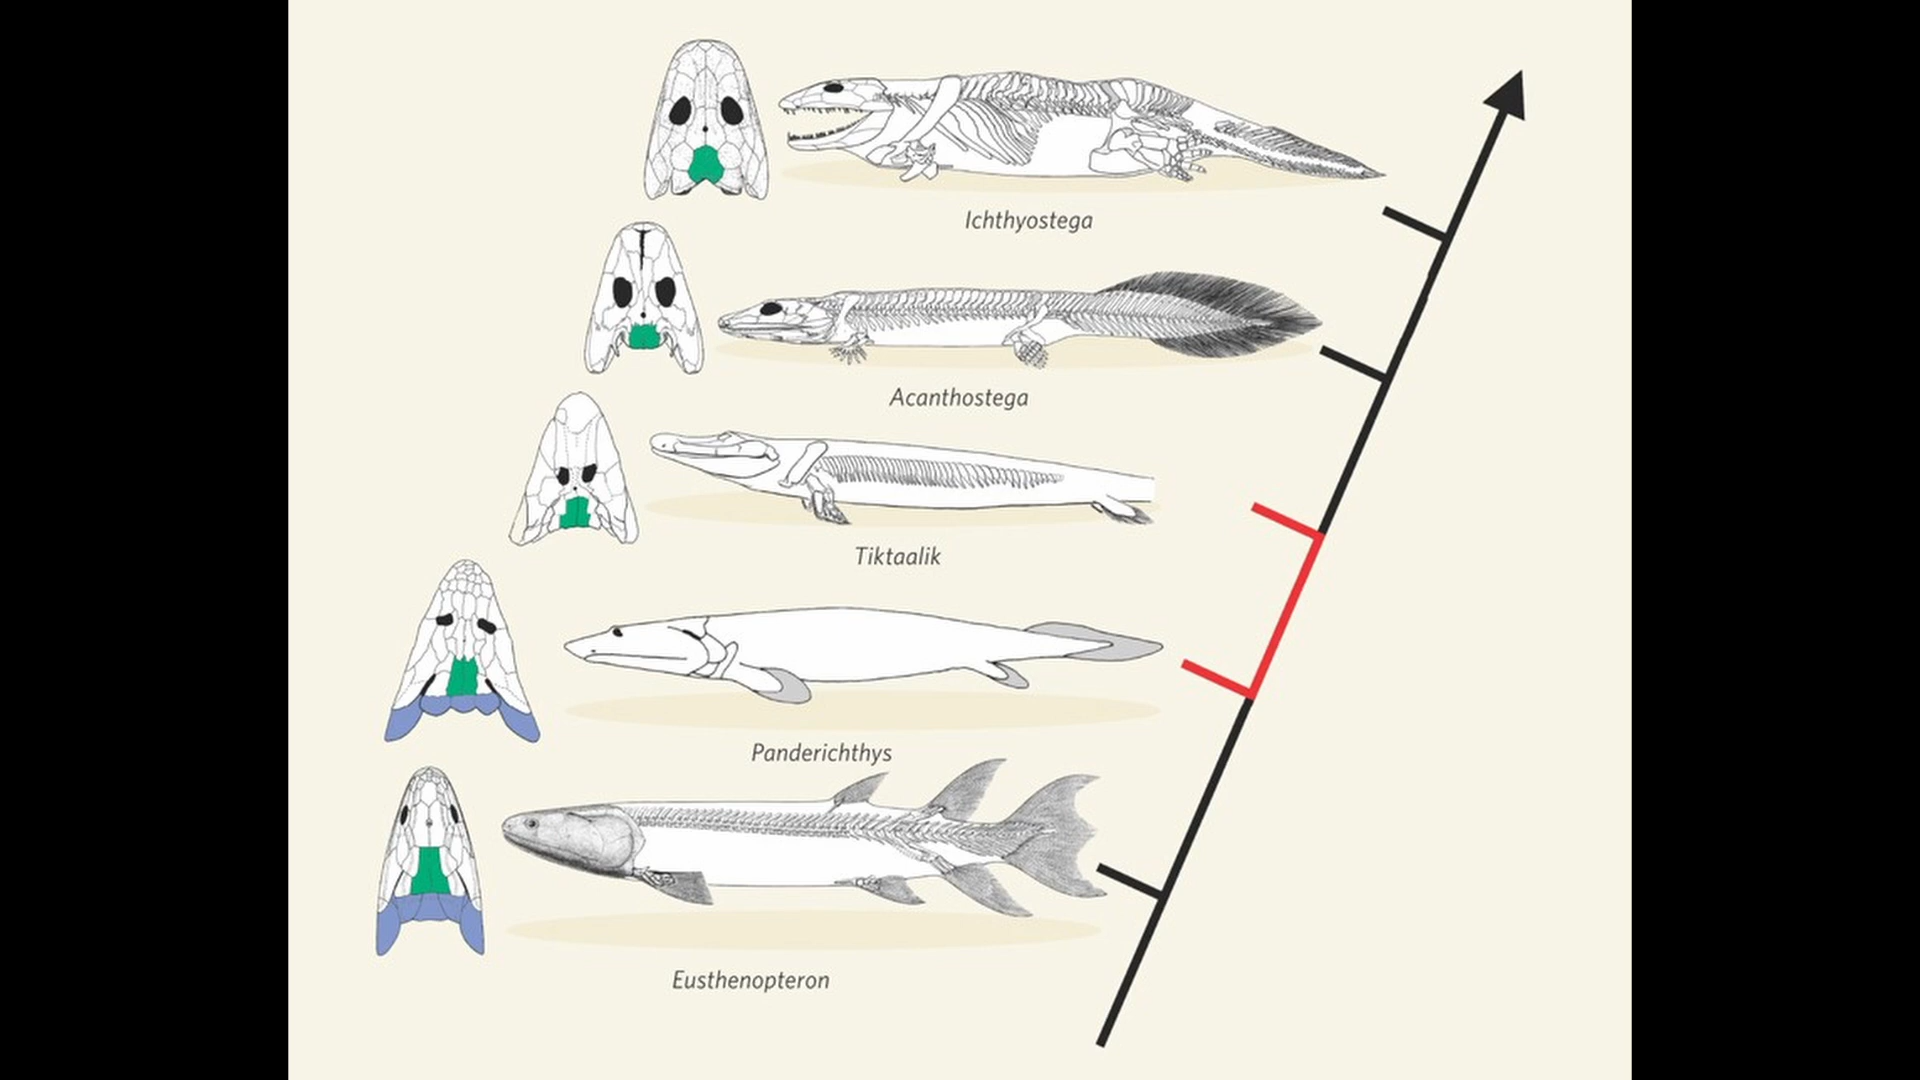 Ichthyostega
Acanthostega
Tiktaalik
Panderichthys
Eusthenopteron